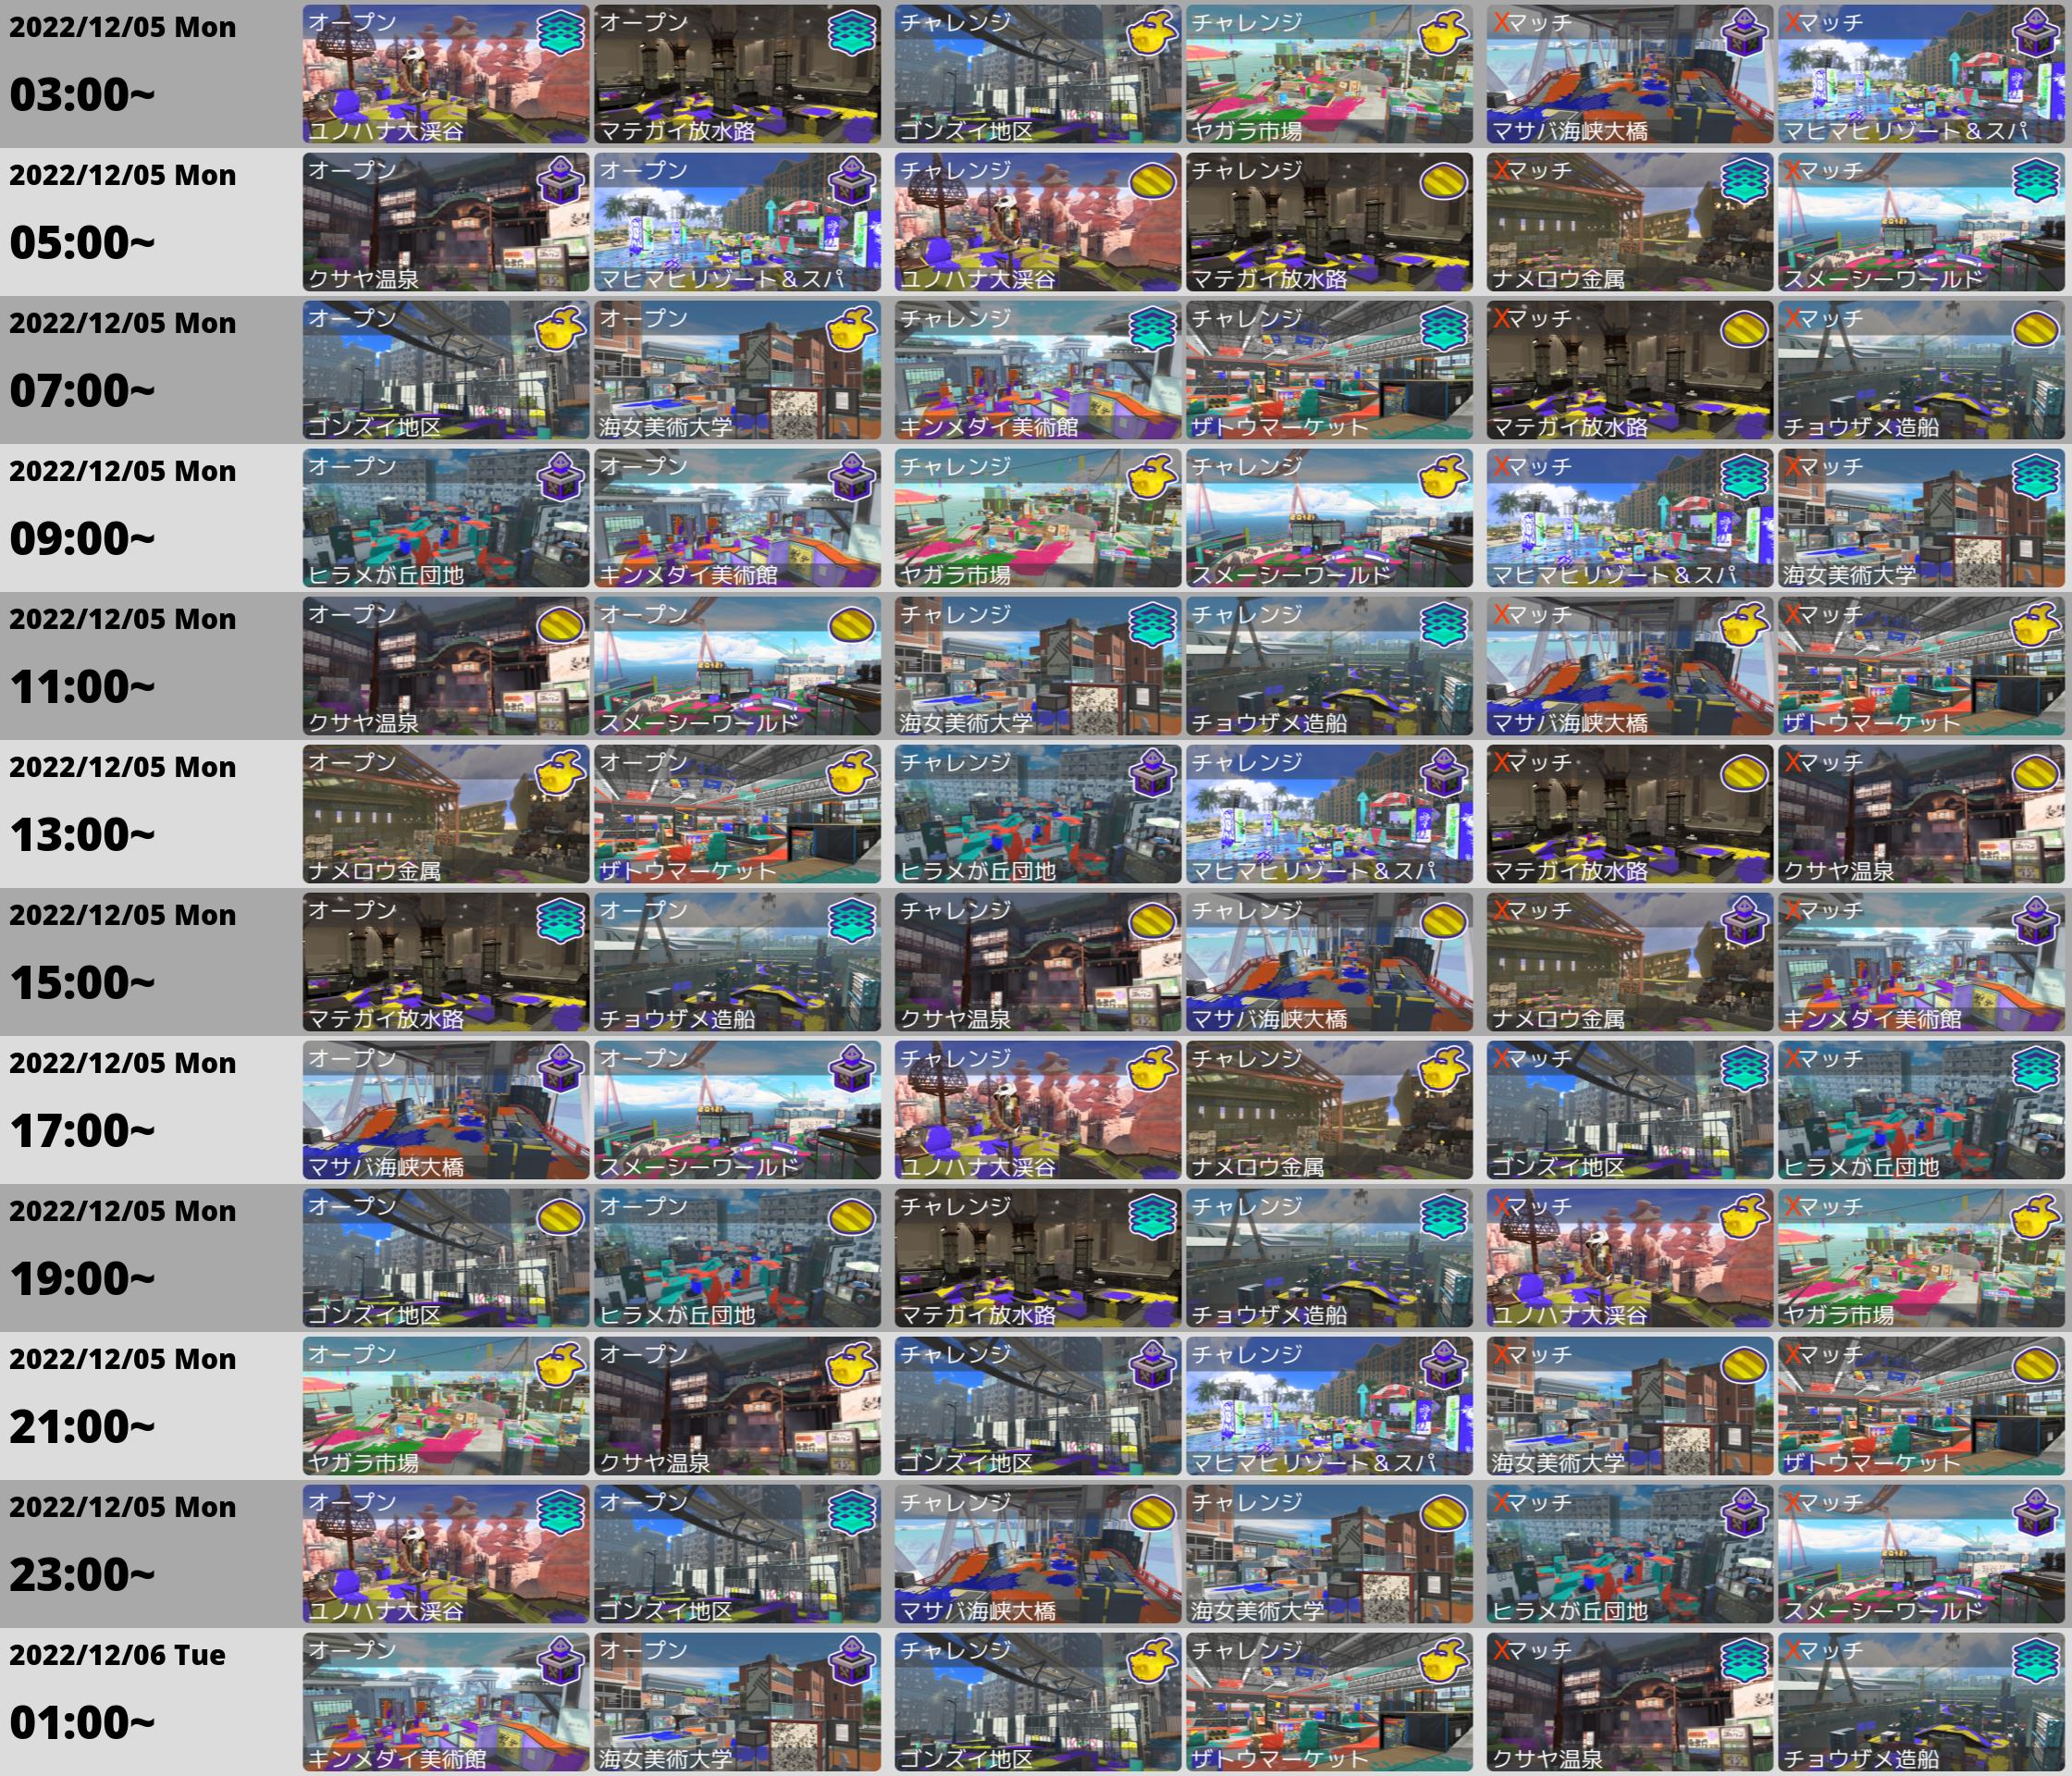 2022/12/05 Mon
03:00~
オープン
ユノハナ大渓谷
オープン
マテガイ放水路
チャレンジ
ゴンズイ地区
チャレンジ
ヤガラ市場
Xマッチ
マサバ海峡大橋
Xマッチ
マヒマヒリゾート＆スパ
2022/12/05 Mon
05:00~
オープン
クサヤ温泉
オープン
マヒマヒリゾート＆スパ
チャレンジ
ユノハナ大渓谷
チャレンジ
マテガイ放水路
Xマッチ
ナメロウ金属
Xマッチ
スメーシーワールド
2022/12/05 Mon
07:00~
オープン
ゴンズイ地区
オープン
海女美術大学
チャレンジ
キンメダイ美術館
チャレンジ
ザトウマーケット
Xマッチ
マテガイ放水路
Xマッチ
チョウザメ造船
2022/12/05 Mon
09:00~
オープン
ヒラメが丘団地
オープン
キンメダイ美術館
チャレンジ
ヤガラ市場
チャレンジ
スメーシーワールド
Xマッチ
マヒマヒリゾート＆スパ
Xマッチ
海女美術大学
2022/12/05 Mon
11:00~
オープン
クサヤ温泉
オープン
スメーシーワールド
チャレンジ
海女美術大学
チャレンジ
チョウザメ造船
Xマッチ
マサバ海峡大橋
Xマッチ
ザトウマーケット
2022/12/05 Mon
13:00~
オープン
ナメロウ金属
オープン
ザトウマーケット
チャレンジ
ヒラメが丘団地
チャレンジ
マヒマヒリゾート＆スパ
Xマッチ
マテガイ放水路
Xマッチ
クサヤ温泉
2022/12/05 Mon
15:00~
オープン
マテガイ放水路
オープン
チョウザメ造船
チャレンジ
クサヤ温泉
チャレンジ
マサバ海峡大橋
Xマッチ
ナメロウ金属
Xマッチ
キンメダイ美術館
2022/12/05 Mon
17:00~
オープン
マサバ海峡大橋
オープン
スメーシーワールド
チャレンジ
ユノハナ大渓谷
チャレンジ
ナメロウ金属
Xマッチ
ゴンズイ地区
Xマッチ
ヒラメが丘団地
2022/12/05 Mon
19:00~
オープン
ゴンズイ地区
オープン
ヒラメが丘団地
チャレンジ
マテガイ放水路
チャレンジ
チョウザメ造船
Xマッチ
ユノハナ大渓谷
Xマッチ
ヤガラ市場
2022/12/05 Mon
21:00~
オープン
ヤガラ市場
オープン
クサヤ温泉
チャレンジ
ゴンズイ地区
チャレンジ
マヒマヒリゾート＆スパ
Xマッチ
海女美術大学
Xマッチ
ザトウマーケット
2022/12/05 Mon
23:00~
オープン
ユノハナ大渓谷
オープン
ゴンズイ地区
チャレンジ
マサバ海峡大橋
チャレンジ
海女美術大学
Xマッチ
ヒラメが丘団地
Xマッチ
スメーシーワールド
2022/12/06 Tue
01:00~
オープン
キンメダイ美術館
オープン
海女美術大学
チャレンジ
ゴンズイ地区
チャレンジ
ザトウマーケット
Xマッチ
クサヤ温泉
Xマッチ
チョウザメ造船